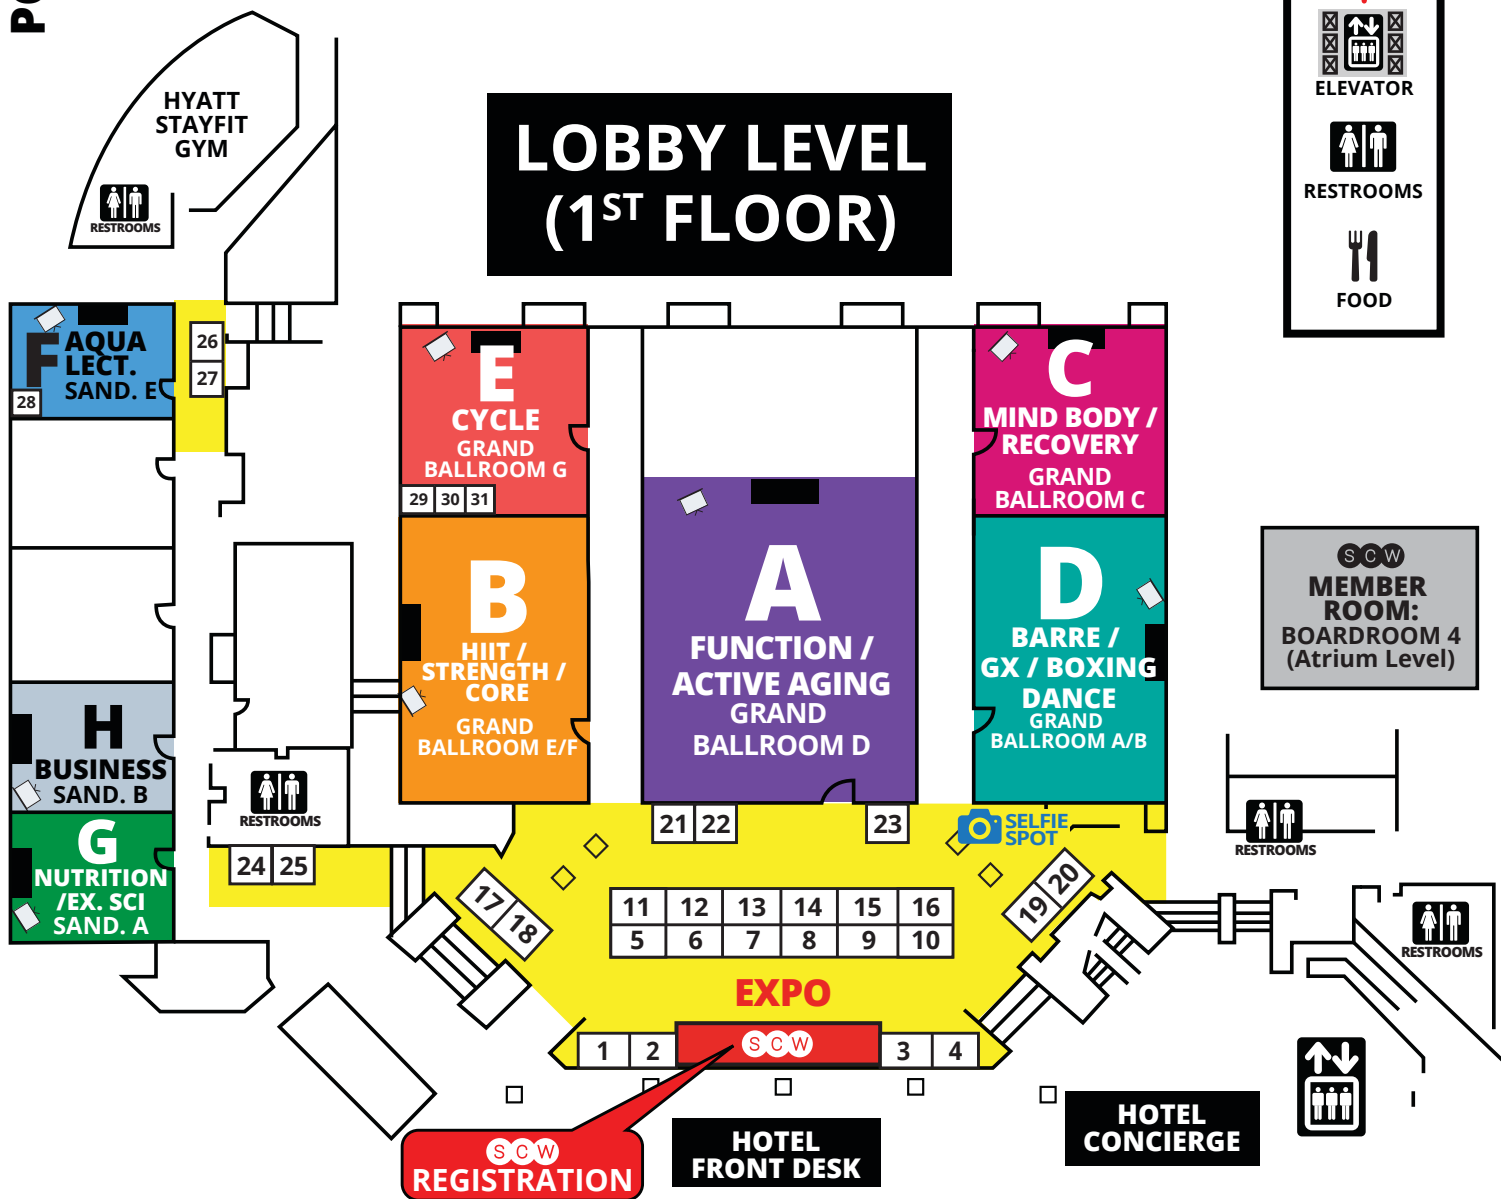 PO
HYATT
STAYFIT
GYM
RESTROOMS
LOBBY LEVEL
(1ST FLOOR)
ELEVATOR
RESTROOMS
FOOD
F
AQUA
LECT.
SAND. E
28
26
27
E
CYCLE
GRAND
BALLROOM G
29 30 31
C
MIND BODY /
RECOVERY
GRAND
BALLROOM C
B
HIIT /
STRENGTH /
CORE
GRAND
BALLROOM E/F
A
FUNCTION /
ACTIVE AGING
GRAND
BALLROOM D
D
BARRE /
GX / BOXING
DANCE
GRAND
BALLROOM A/B
SCW
MEMBER
ROOM:
BOARDROOM 4
(Atrium Level)
H
BUSINESS
SAND. B
G
NUTRITION
/EX. SCI
SAND. A
RESTROOMS
24 25
21 22
23
SELFIE
SPOT
RESTROOMS
RESTROOMS
17 18
19 20
11 12 13 14 15 16
5 6 7 8 9 10
EXPO
1 2
SCW
3 4
SCW
REGISTRATION
HOTEL
FRONT DESK
HOTEL
CONCIERGE